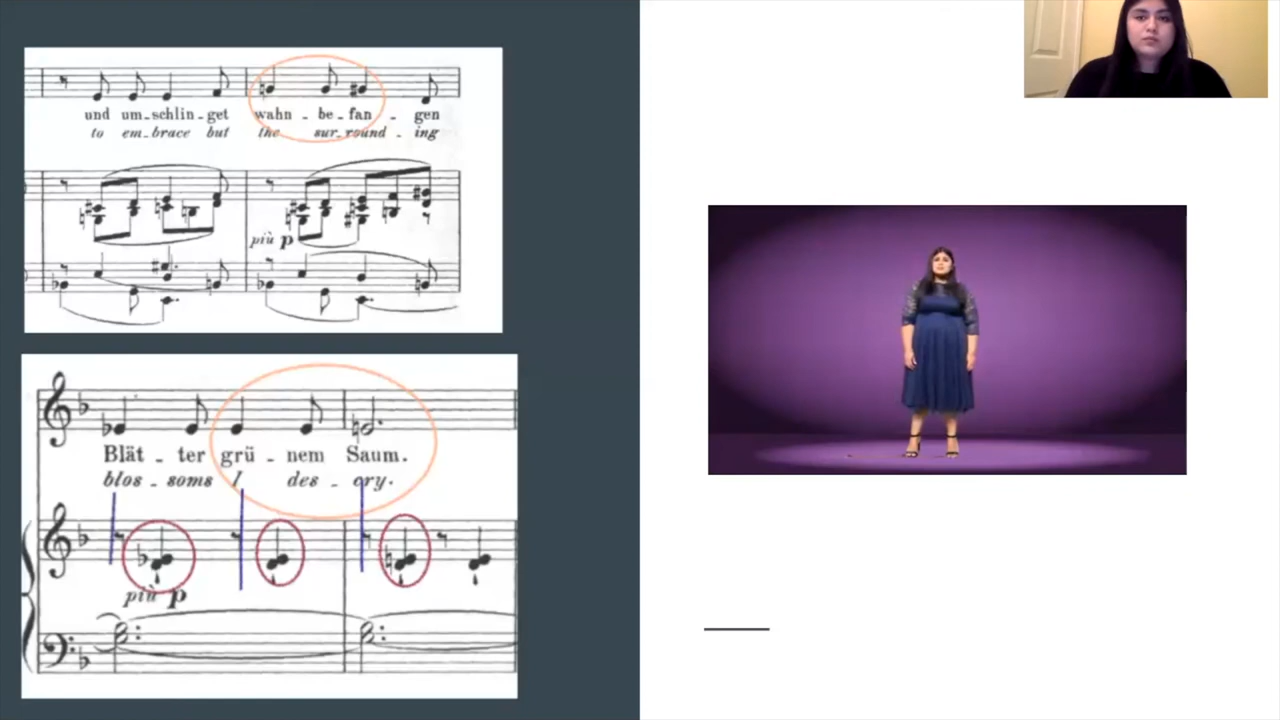 und um-schlin-get wahn - be - fan - gen
to em-brace but the sur-round - ing
più p
Blät - ter grü - nem Saum.
blos - soms I des - cry.
più p